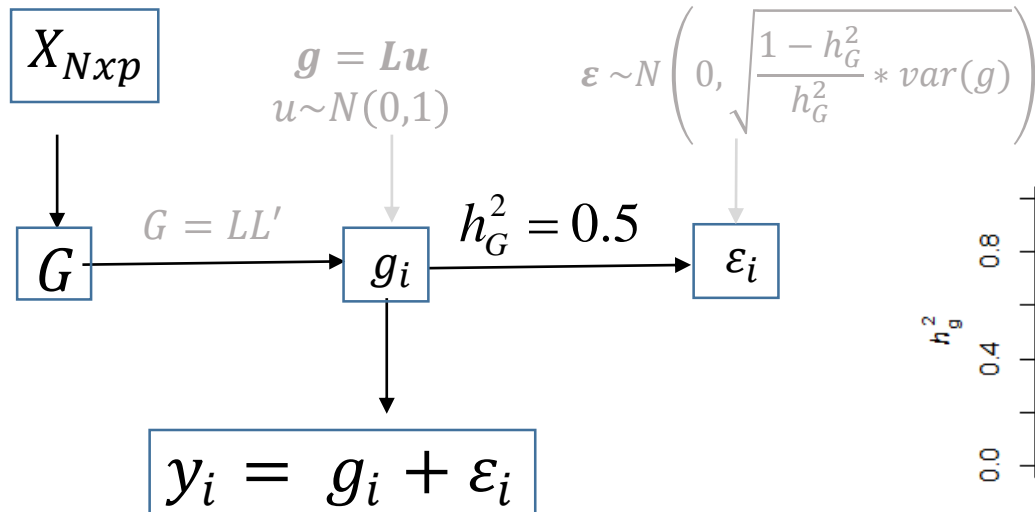 X_{Nxp}
g = Lu
u~N(0,1)
ε ~N(0, √((1 − h_G^2)/h_G^2 * var(g)))
G = LL′
h_G^2 = 0.5
G
g_i
ε_i
y_i = g_i + ε_i
h_g^2
0.8
0.4
0.0